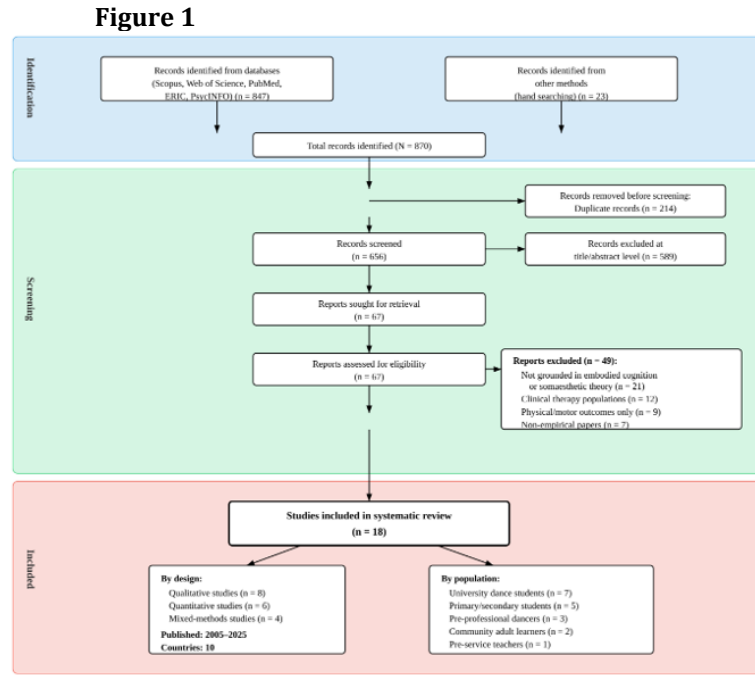 Figure 1
Identification
Records identified from databases
(Scopus, Web of Science, PubMed,
ERIC, PsycINFO) (n = 847)
Records identified from
other methods
(hand searching) (n = 23)
Total records identified (N = 870)
Screening
Records removed before screening:
Duplicate records (n = 214)
Records screened
(n = 656)
Records excluded at
title/abstract level (n = 589)
Reports sought for retrieval
(n = 67)
Reports assessed for eligibility
(n = 67)
Reports excluded (n = 49):
Not grounded in embodied cognition
or somaesthetic theory (n = 21)
Clinical therapy populations (n = 12)
Physical/motor outcomes only (n = 9)
Non-empirical papers (n = 7)
Included
Studies included in systematic review
(n = 18)
By design:
Qualitative studies (n = 8)
Quantitative studies (n = 6)
Mixed-methods studies (n = 4)
Published: 2005–2025
Countries: 10
By population:
University dance students (n = 7)
Primary/secondary students (n = 5)
Pre-professional dancers (n = 3)
Community adult learners (n = 2)
Pre-service teachers (n = 1)